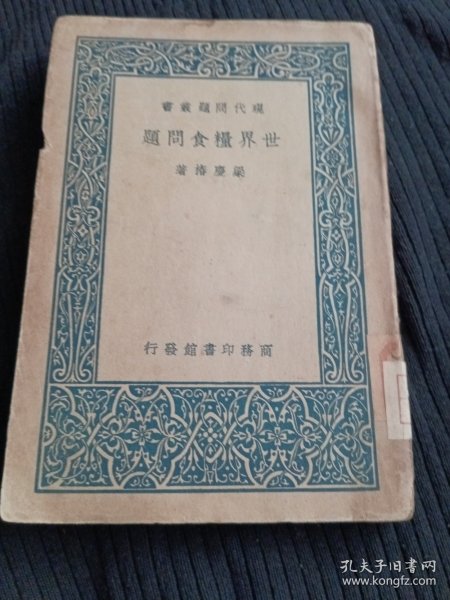 現代問題叢書
世界糧食問題
梁慶椿著
商務印書館發行
孔夫子旧书网
www.kongfz.com